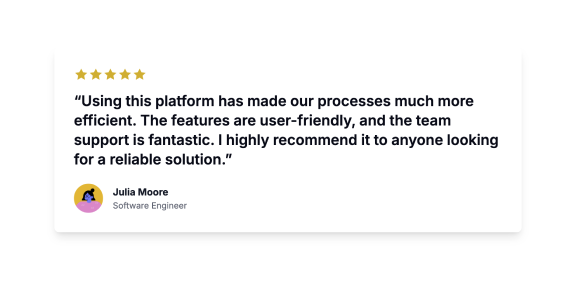 “Using this platform has made our processes much more
efficient. The features are user-friendly, and the team
support is fantastic. I highly recommend it to anyone looking
for a reliable solution.”
Julia Moore
Software Engineer